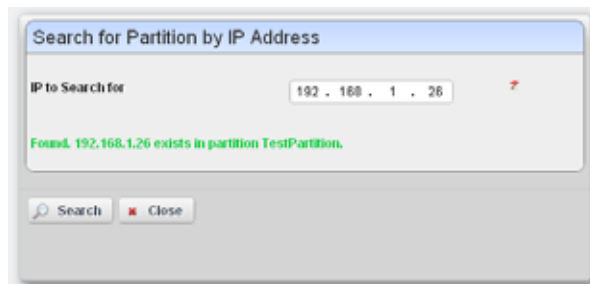 Search for Partition by IP Address
IP to Search for 192 . 168 . 1 . 26 ?
Found. 192.168.1.26 exists in partition TestPartition.
Search Close